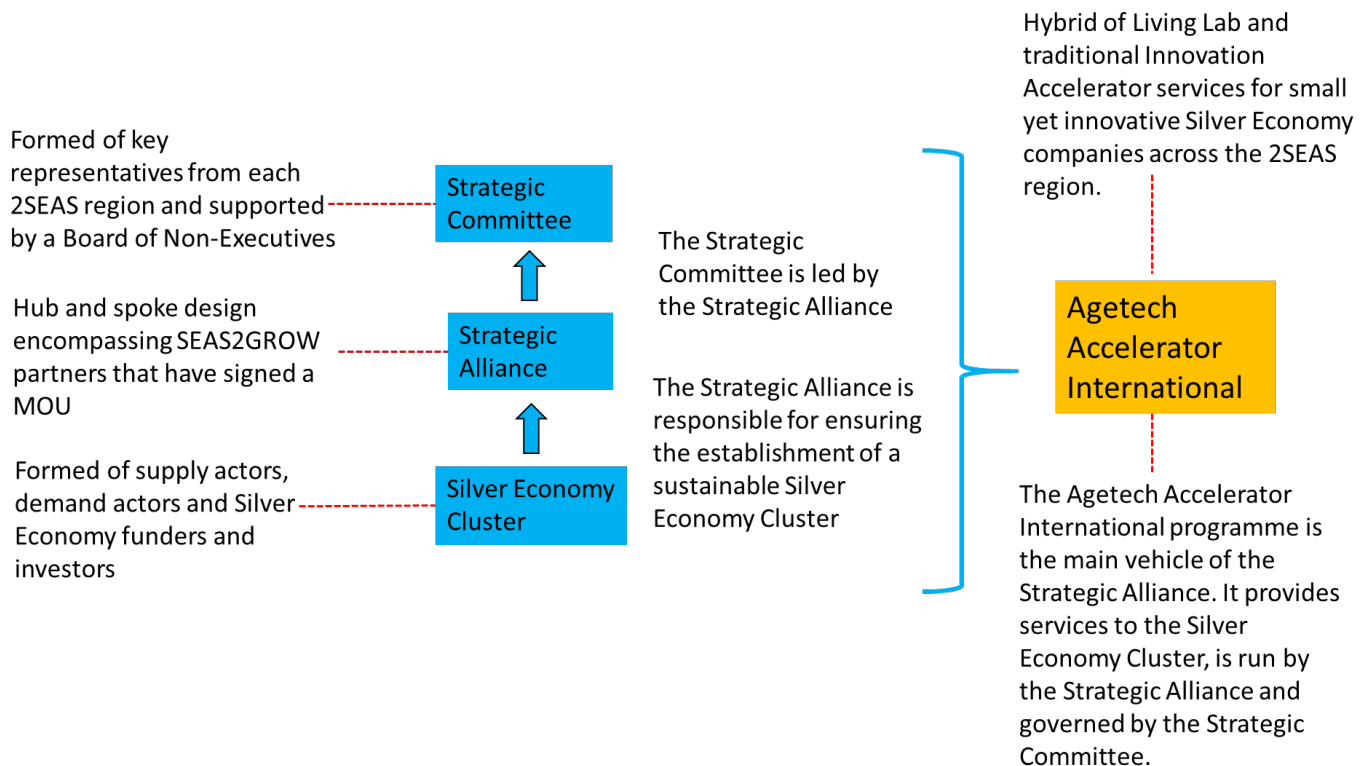 Formed of key
representatives from each
2SEAS region and supported
by a Board of Non-Executives
Strategic
Committee
Hub and spoke design
encompassing SEAS2GROW
partners that have signed a
MOU
Strategic
Alliance
Formed of supply actors,
demand actors and Silver
Economy funders and
investors
Silver Economy
Cluster
The Strategic
Committee is led by
the Strategic Alliance
The Strategic Alliance is
responsible for ensuring
the establishment of a
sustainable Silver
Economy Cluster
Hybrid of Living Lab and
traditional Innovation
Accelerator services for small
yet innovative Silver Economy
companies across the 2SEAS
region.
Agetech
Accelerator
International
The Agetech Accelerator
International programme is
the main vehicle of the
Strategic Alliance. It provides
services to the Silver
Economy Cluster, is run by
the Strategic Alliance and
governed by the Strategic
Committee.